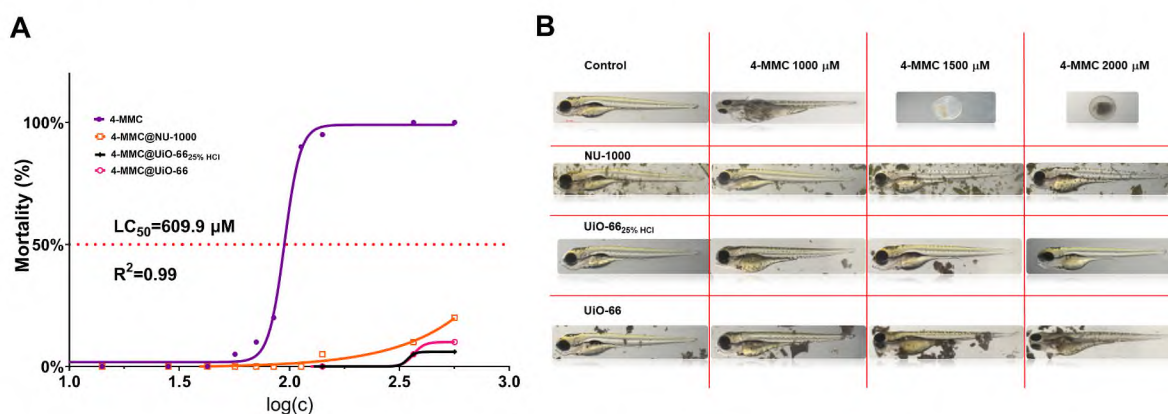 A
Mortality (%)
100%
50%
0%
4-MMC
4-MMC@NU-1000
4-MMC@UiO-66 25% HCl
4-MMC@UiO-66
LC50=609.9 µM
R²=0.99
1.0 1.5 2.0 2.5 3.0
log(c)
B
Control 4-MMC 1000 µM 4-MMC 1500 µM 4-MMC 2000 µM
NU-1000
UiO-66 25% HCl
UiO-66